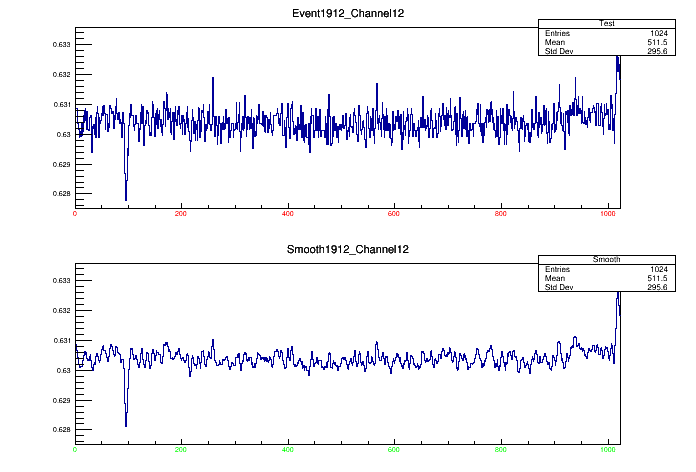 Event1912_Channel12
Test
Entries 1024
Mean 511.5
Std Dev 295.6
0.633
0.632
0.631
0.63
0.629
0.628
0 200 400 600 800 1000
Smooth1912_Channel12
Smooth
Entries 1024
Mean 511.5
Std Dev 295.6
0.633
0.632
0.631
0.63
0.629
0.628
0 200 400 600 800 1000